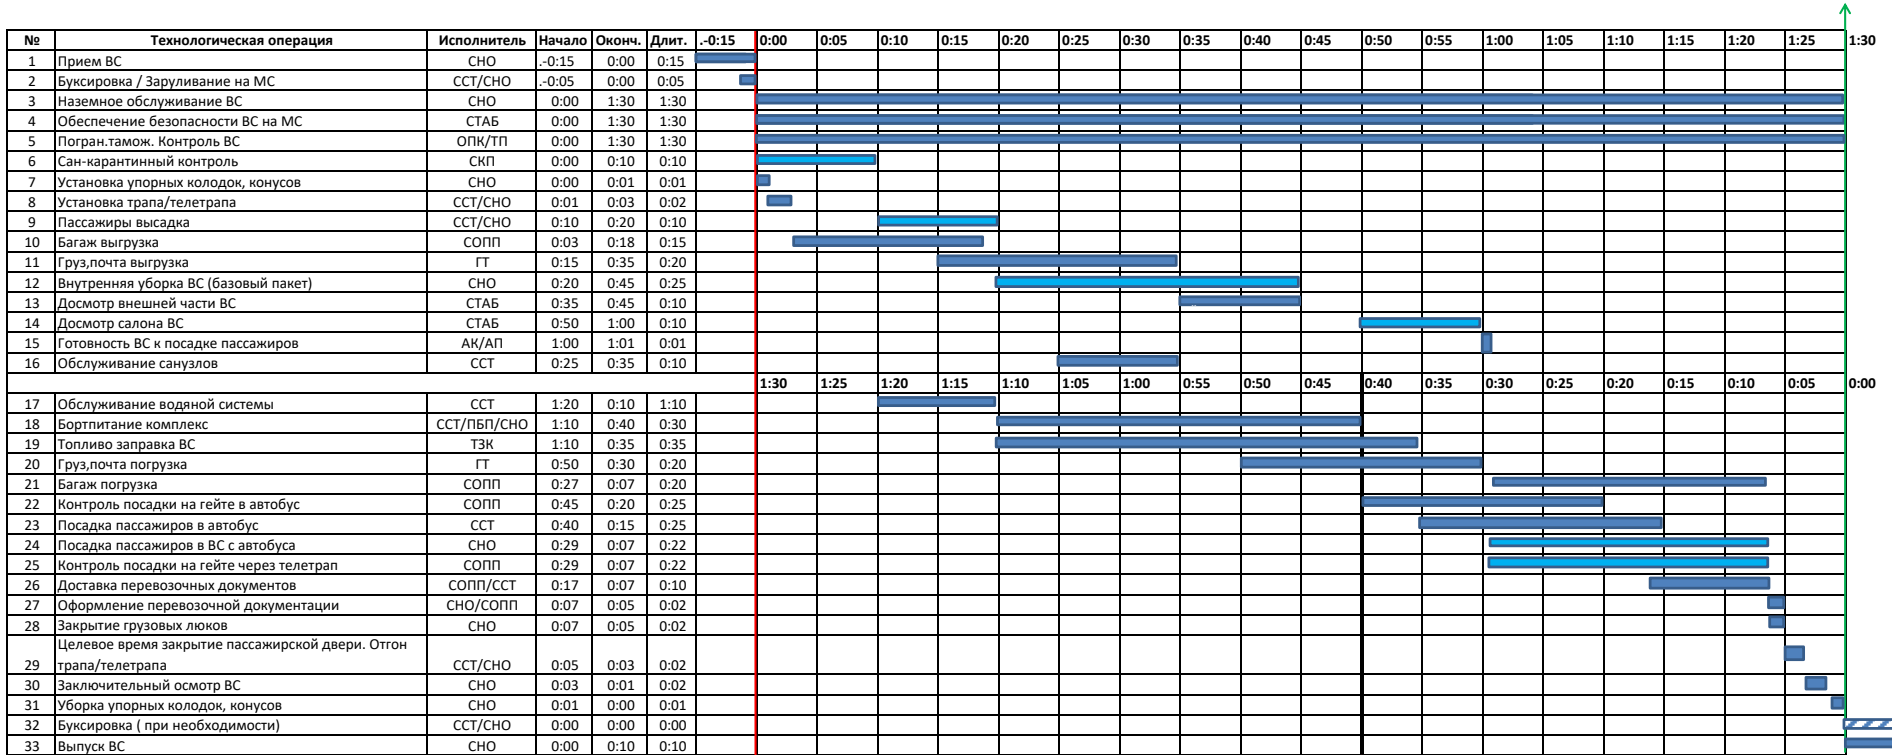 № Технологическая операция Исполнитель Начало Оконч. Длит. .-0:15 0:00 0:05 0:10 0:15 0:20 0:25 0:30 0:35 0:40 0:45 0:50 0:55 1:00 1:05 1:10 1:15 1:20 1:25 1:30
1 Прием ВС СНО .-0:15 0:00 0:15
2 Буксировка / Заруливание на МС ССТ/СНО .-0:05 0:00 0:05
3 Наземное обслуживание ВС СНО 0:00 1:30 1:30
4 Обеспечение безопасности ВС на МС СТАБ 0:00 1:30 1:30
5 Погран.тамож. Контроль ВС ОПК/ТП 0:00 1:30 1:30
6 Сан-карантинный контроль СКП 0:00 0:10 0:10
7 Установка упорных колодок, конусов СНО 0:00 0:01 0:01
8 Установка трапа/телетрапа ССТ/СНО 0:01 0:03 0:02
9 Пассажиры высадка ССТ/СНО 0:10 0:20 0:10
10 Багаж выгрузка СОПП 0:03 0:18 0:15
11 Груз,почта выгрузка ГТ 0:15 0:35 0:20
12 Внутренняя уборка ВС (базовый пакет) СНО 0:20 0:45 0:25
13 Досмотр внешней части ВС СТАБ 0:35 0:45 0:10
14 Досмотр салона ВС СТАБ 0:50 1:00 0:10
15 Готовность ВС к посадке пассажиров АК/АП 1:00 1:01 0:01
16 Обслуживание санузлов ССТ 0:25 0:35 0:10
1:30 1:25 1:20 1:15 1:10 1:05 1:00 0:55 0:50 0:45 0:40 0:35 0:30 0:25 0:20 0:15 0:10 0:05 0:00
17 Обслуживание водяной системы ССТ 1:20 0:10 1:10
18 Бортпитание комплекс ССТ/ПБП/СНО 1:10 0:40 0:30
19 Топливо заправка ВС ТЗК 1:10 0:35 0:35
20 Груз,почта погрузка ГТ 0:50 0:30 0:20
21 Багаж погрузка СОПП 0:27 0:07 0:20
22 Контроль посадки на гейте в автобус СОПП 0:45 0:20 0:25
23 Посадка пассажиров в автобус ССТ 0:40 0:15 0:25
24 Посадка пассажиров в ВС с автобуса СНО 0:29 0:07 0:22
25 Контроль посадки на гейте через телетрап СОПП 0:29 0:07 0:22
26 Доставка перевозочных документов СОПП/ССТ 0:17 0:07 0:10
27 Оформление перевозочной документации СНО/СОПП 0:07 0:05 0:02
28 Закрытие грузовых люков СНО 0:07 0:05 0:02
Целевое время закрытие пассажирской двери. Отгон
29 трапа/телетрапа ССТ/СНО 0:05 0:03 0:02
30 Заключительный осмотр ВС СНО 0:03 0:01 0:02
31 Уборка упорных колодок, конусов СНО 0:01 0:00 0:01
32 Буксировка ( при необходимости) ССТ/СНО 0:00 0:00 0:00
33 Выпуск ВС СНО 0:00 0:10 0:10